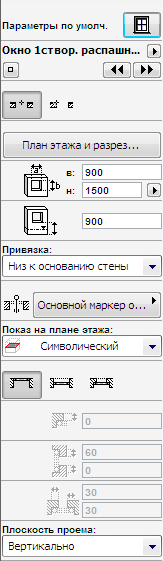 Параметры по умолч.
Окно 1створ. распашн...
План этажа и разрез...
в: 900
н: 1500
900
Привязка:
Низ к основанию стены
Основной маркер о...
Показ на плане этажа:
Символический
0
60
0
30
30
Плоскость проема:
Вертикально